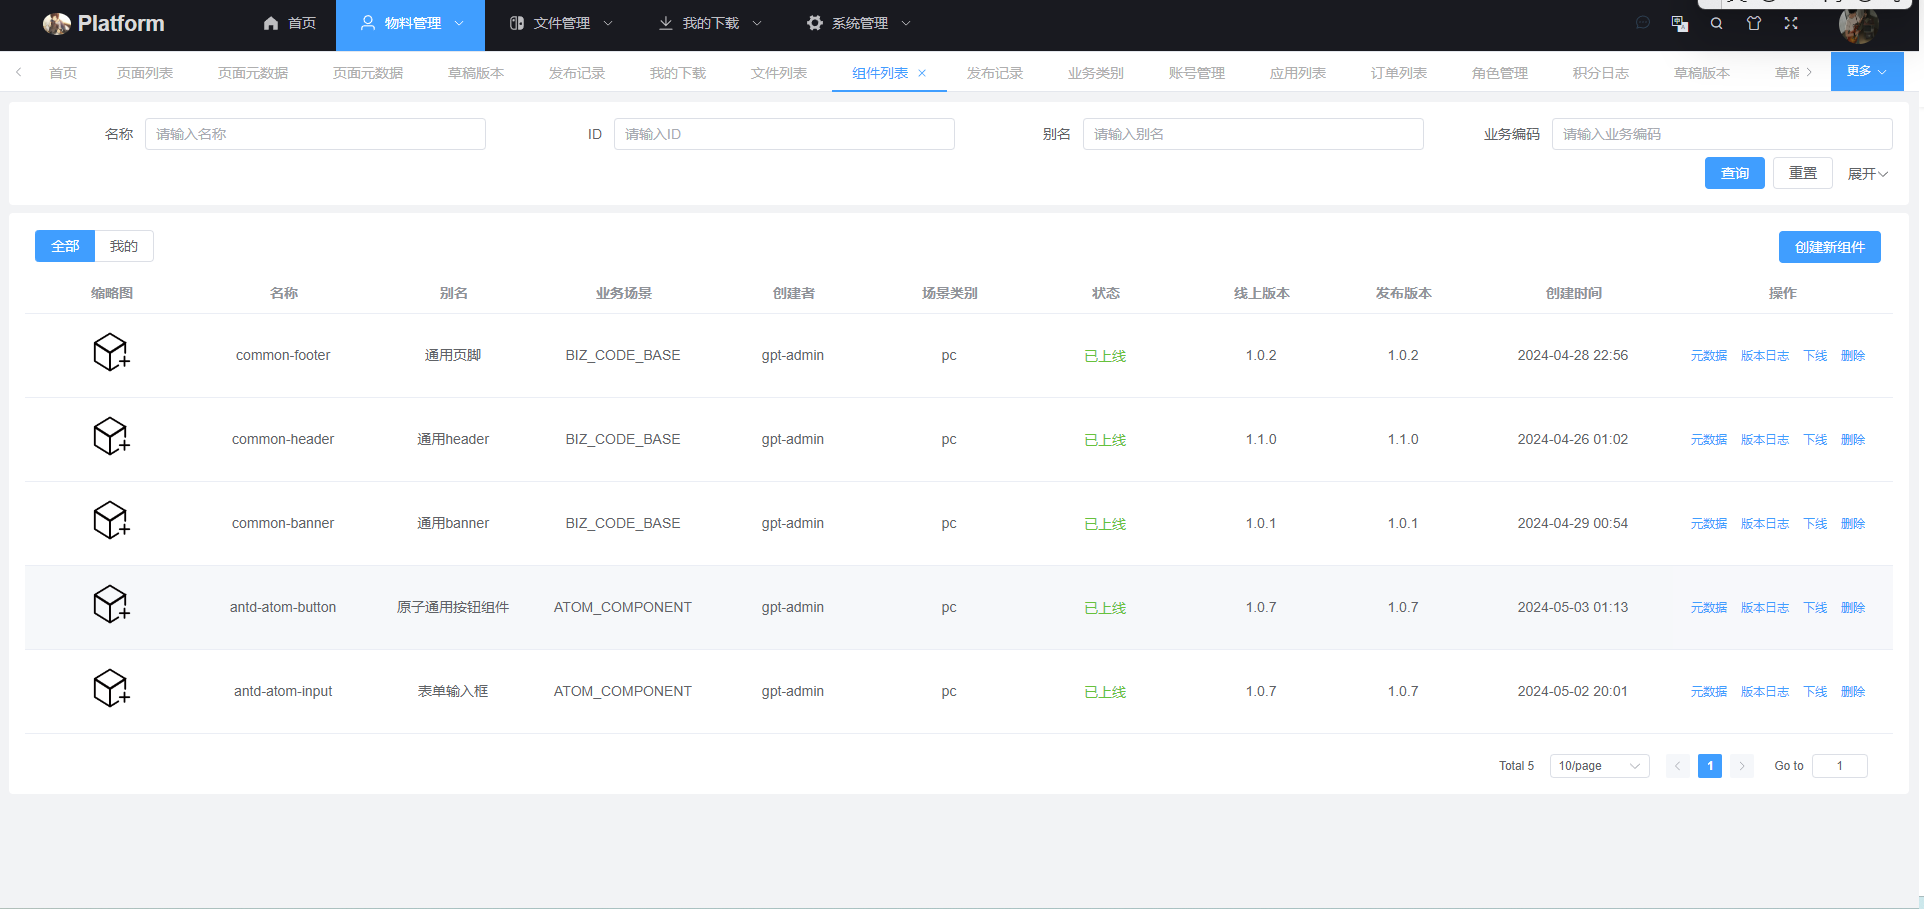 Platform 首页 物料管理 文件管理 我的下载 系统管理
首页 页面列表 页面元数据 页面元数据 草稿版本 发布记录 我的下载 文件列表 组件列表 发布记录 业务类别 账号管理 应用列表 订单列表 角色管理 积分日志 草稿版本 草稿 更多
名称 请输入名称 ID 请输入ID 别名 请输入别名 业务编码 请输入业务编码
查询 重置 展开
全部 我的 创建新组件
缩略图 名称 别名 业务场景 创建者 场景类别 状态 线上版本 发布版本 创建时间 操作
common-footer 通用页脚 BIZ_CODE_BASE gpt-admin pc 已上线 1.0.2 1.0.2 2024-04-28 22:56 元数据 版本日志 下线 删除
common-header 通用header BIZ_CODE_BASE gpt-admin pc 已上线 1.1.0 1.1.0 2024-04-26 01:02 元数据 版本日志 下线 删除
common-banner 通用banner BIZ_CODE_BASE gpt-admin pc 已上线 1.0.1 1.0.1 2024-04-29 00:54 元数据 版本日志 下线 删除
antd-atom-button 原子通用按钮组件 ATOM_COMPONENT gpt-admin pc 已上线 1.0.7 1.0.7 2024-05-03 01:13 元数据 版本日志 下线 删除
antd-atom-input 表单输入框 ATOM_COMPONENT gpt-admin pc 已上线 1.0.7 1.0.7 2024-05-02 20:01 元数据 版本日志 下线 删除
Total 5 10/page 1 Go to 1